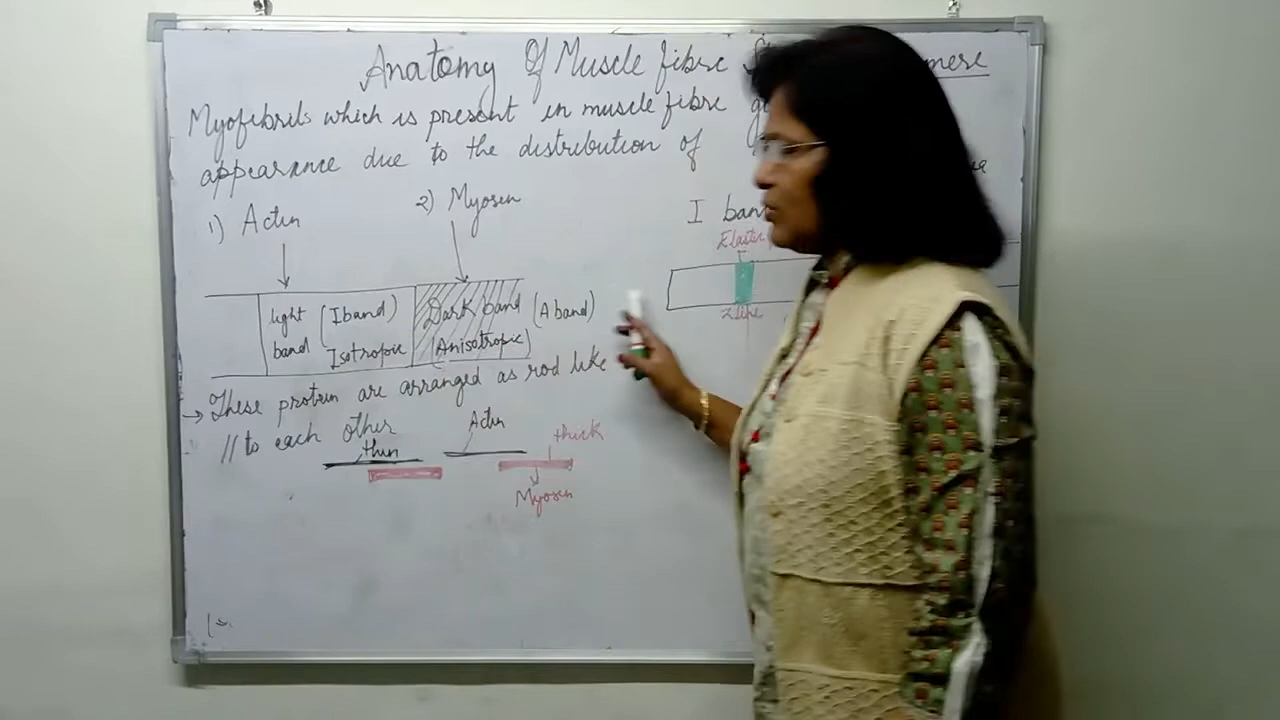 Anatomy Of Muscle fibre
Myofibrils which is present in muscle fibre
appearance due to the distribution of
1) Actin
2) Myosin
I ban
Elasti
Z line
light band
(I band)
Isotropic
Dark band (A band)
(Anisotropic)
→ These protein are arranged as rod like
// to each other
thin
Actin
thick
Myosin